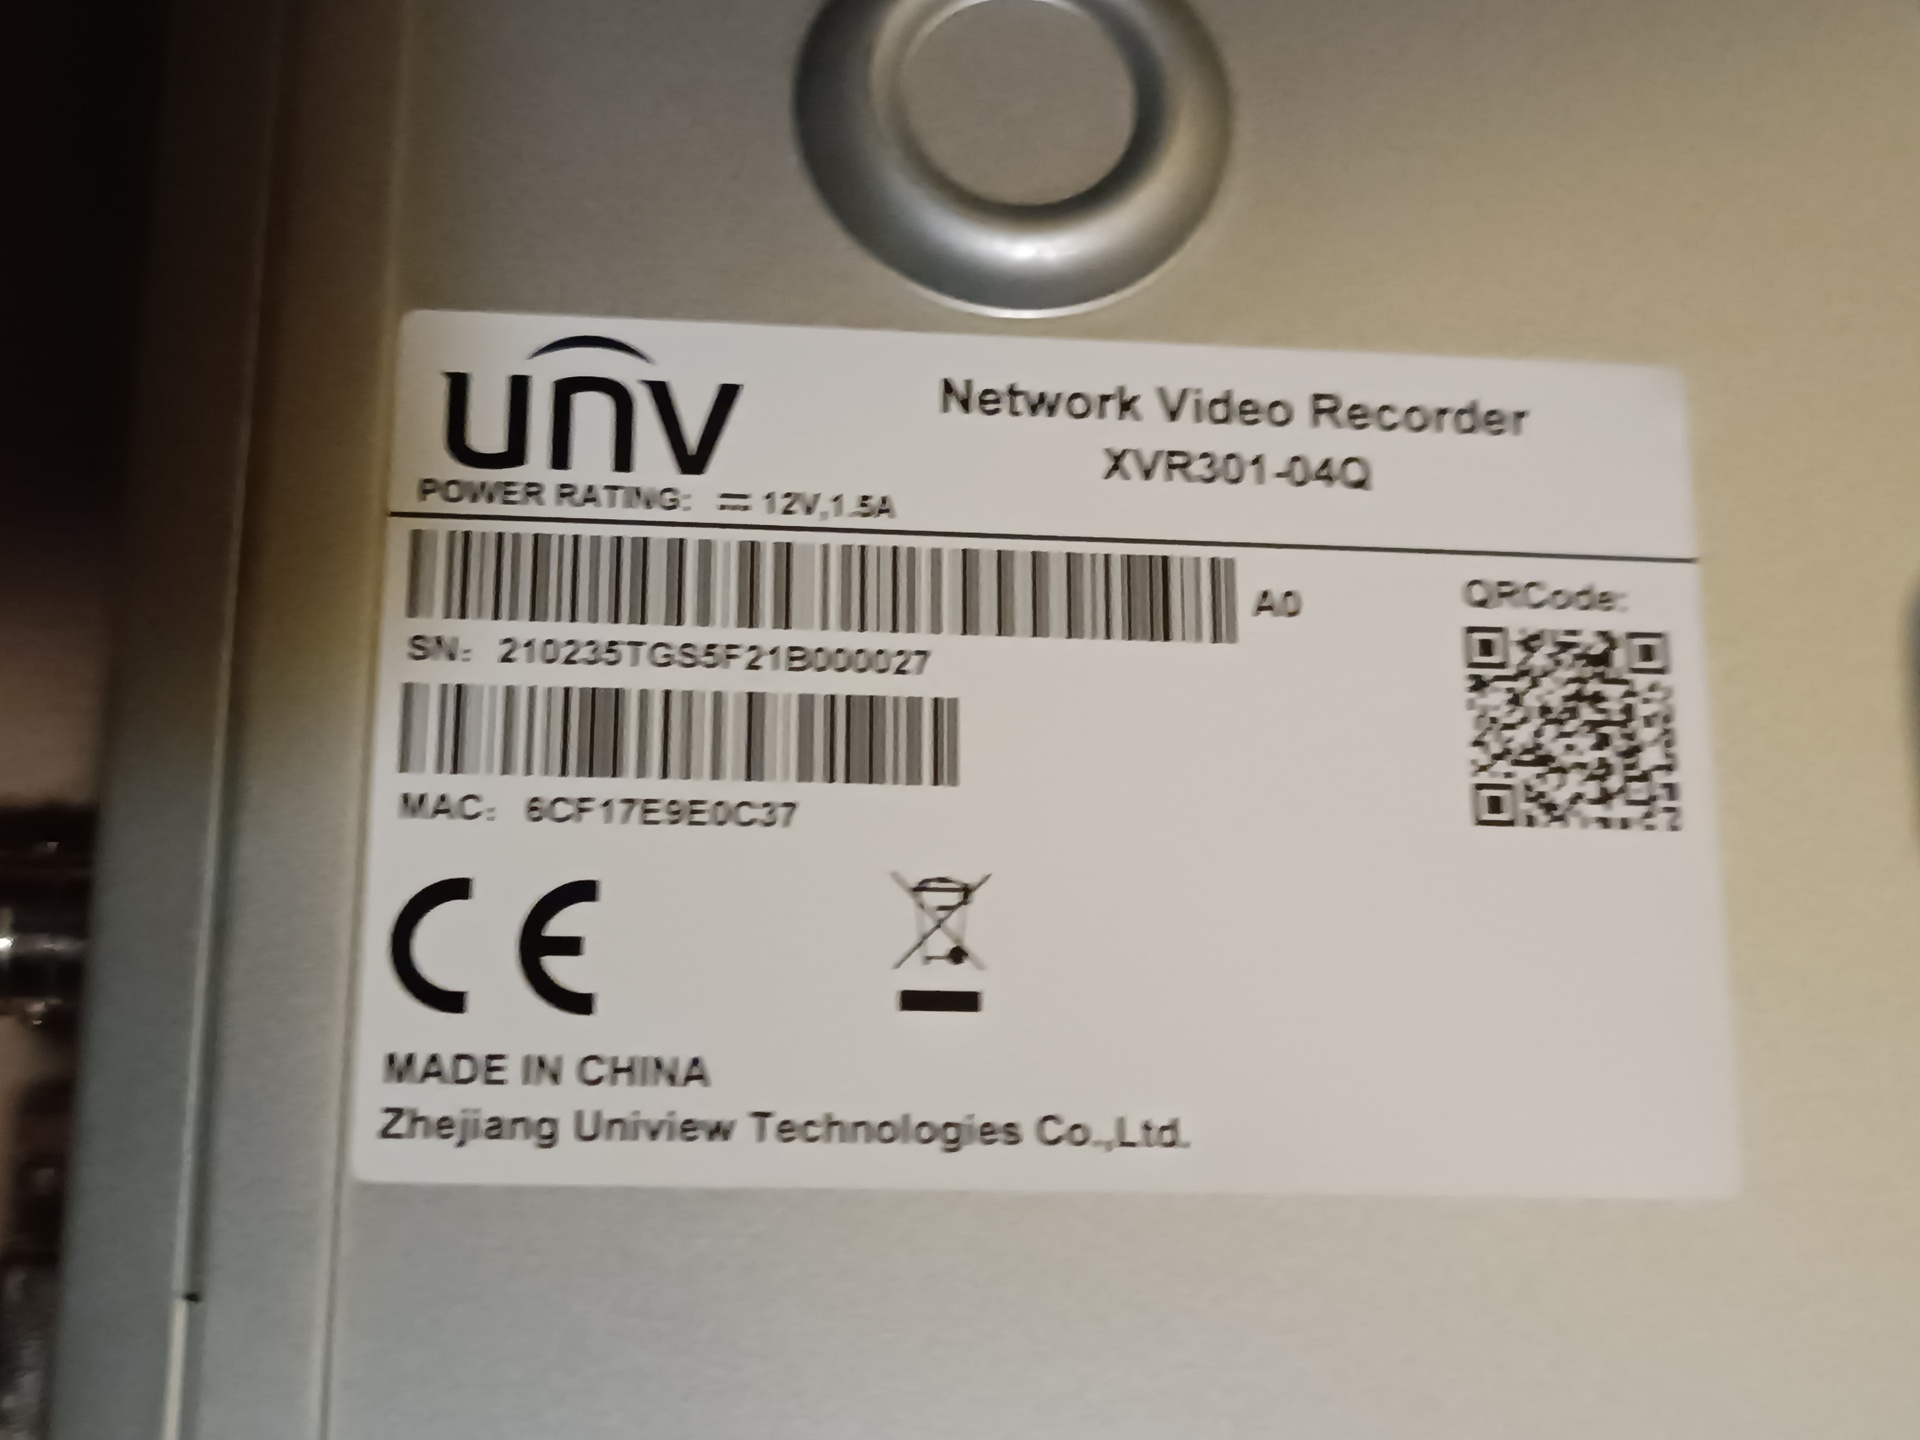 unv
Network Video Recorder
XVR301-04Q
POWER RATING: ⎓ 12V,1.5A
A0
SN: 210235TGS5F21B000027
QRCode:
MAC: 6CF17E9E0C37
CE
MADE IN CHINA
Zhejiang Uniview Technologies Co.,Ltd.